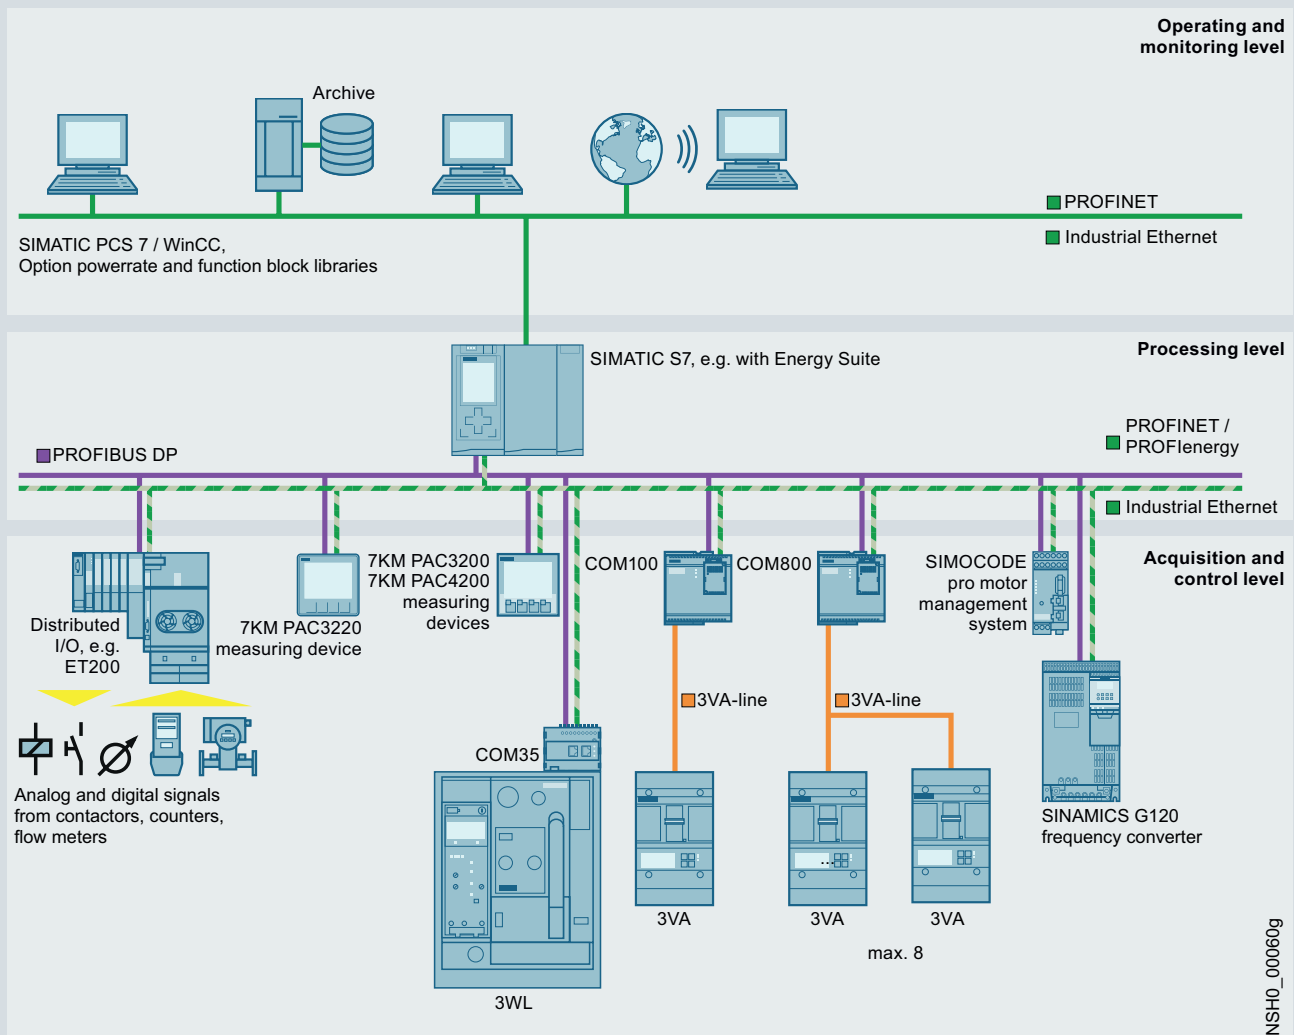 Operating and
monitoring level
Archive
PROFINET
Industrial Ethernet
SIMATIC PCS 7 / WinCC,
Option powerrate and function block libraries
SIMATIC S7, e.g. with Energy Suite
Processing level
PROFINET /
PROFIenergy
PROFIBUS DP
Industrial Ethernet
Acquisition and
control level
Distributed
I/O, e.g.
ET200
7KM PAC3220
measuring device
7KM PAC3200
7KM PAC4200
measuring
devices
COM100
COM800
SIMOCODE
pro motor
management
system
3VA-line
3VA-line
COM35
Analog and digital signals
from contactors, counters,
flow meters
SINAMICS G120
frequency converter
3VA
3VA
3VA
max. 8
3WL
NSH0_00060g